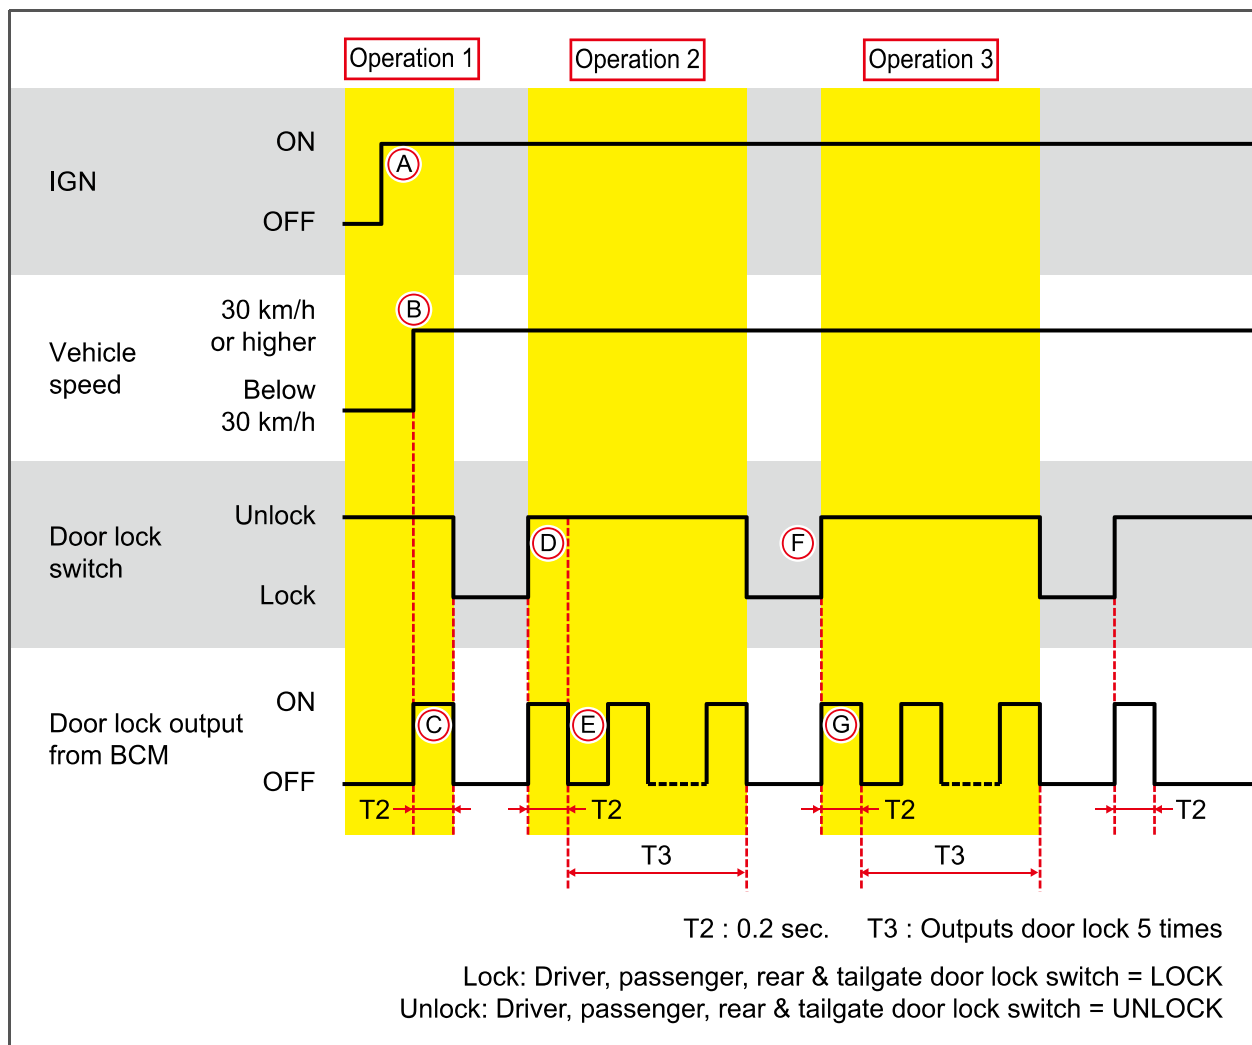 Operation 1
Operation 2
Operation 3
ON
A
IGN
OFF
30 km/h
or higher
B
Vehicle
speed
Below
30 km/h
Unlock
Door lock
switch
D
F
Lock
ON
Door lock output
from BCM
C
E
G
OFF
T2
T2
T2
T2
T3
T3
T2 : 0.2 sec.
T3 : Outputs door lock 5 times
Lock: Driver, passenger, rear & tailgate door lock switch = LOCK
Unlock: Driver, passenger, rear & tailgate door lock switch = UNLOCK